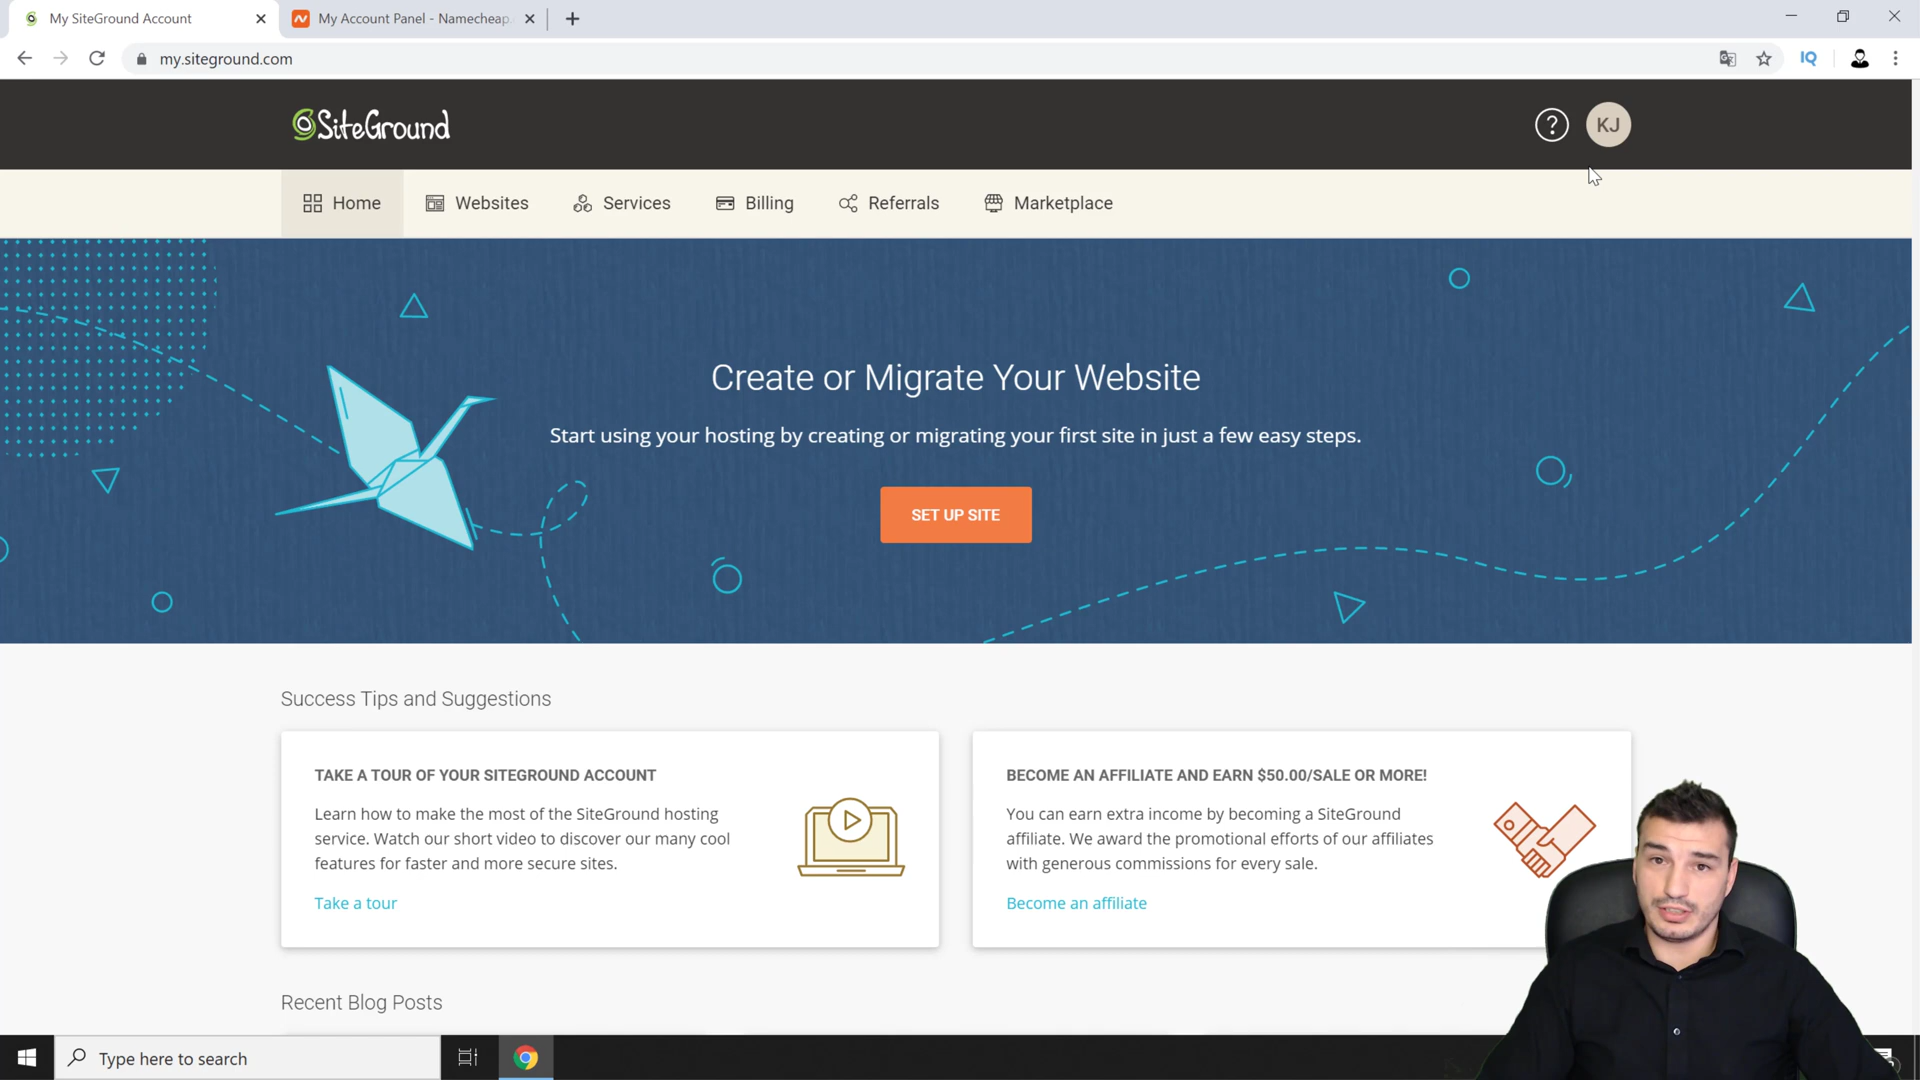 My SiteGround Account
My Account Panel - Namecheap.
my.siteground.com
IQ
SiteGround
?
KJ
Home
Websites
Services
Billing
Referrals
Marketplace
Create or Migrate Your Website
Start using your hosting by creating or migrating your first site in just a few easy steps.
SET UP SITE
Success Tips and Suggestions
TAKE A TOUR OF YOUR SITEGROUND ACCOUNT
Learn how to make the most of the SiteGround hosting
service. Watch our short video to discover our many cool
features for faster and more secure sites.
Take a tour
BECOME AN AFFILIATE AND EARN $50.00/SALE OR MORE!
You can earn extra income by becoming a SiteGround
affiliate. We award the promotional efforts of our affiliates
with generous commissions for every sale.
Become an affiliate
Recent Blog Posts
Type here to search